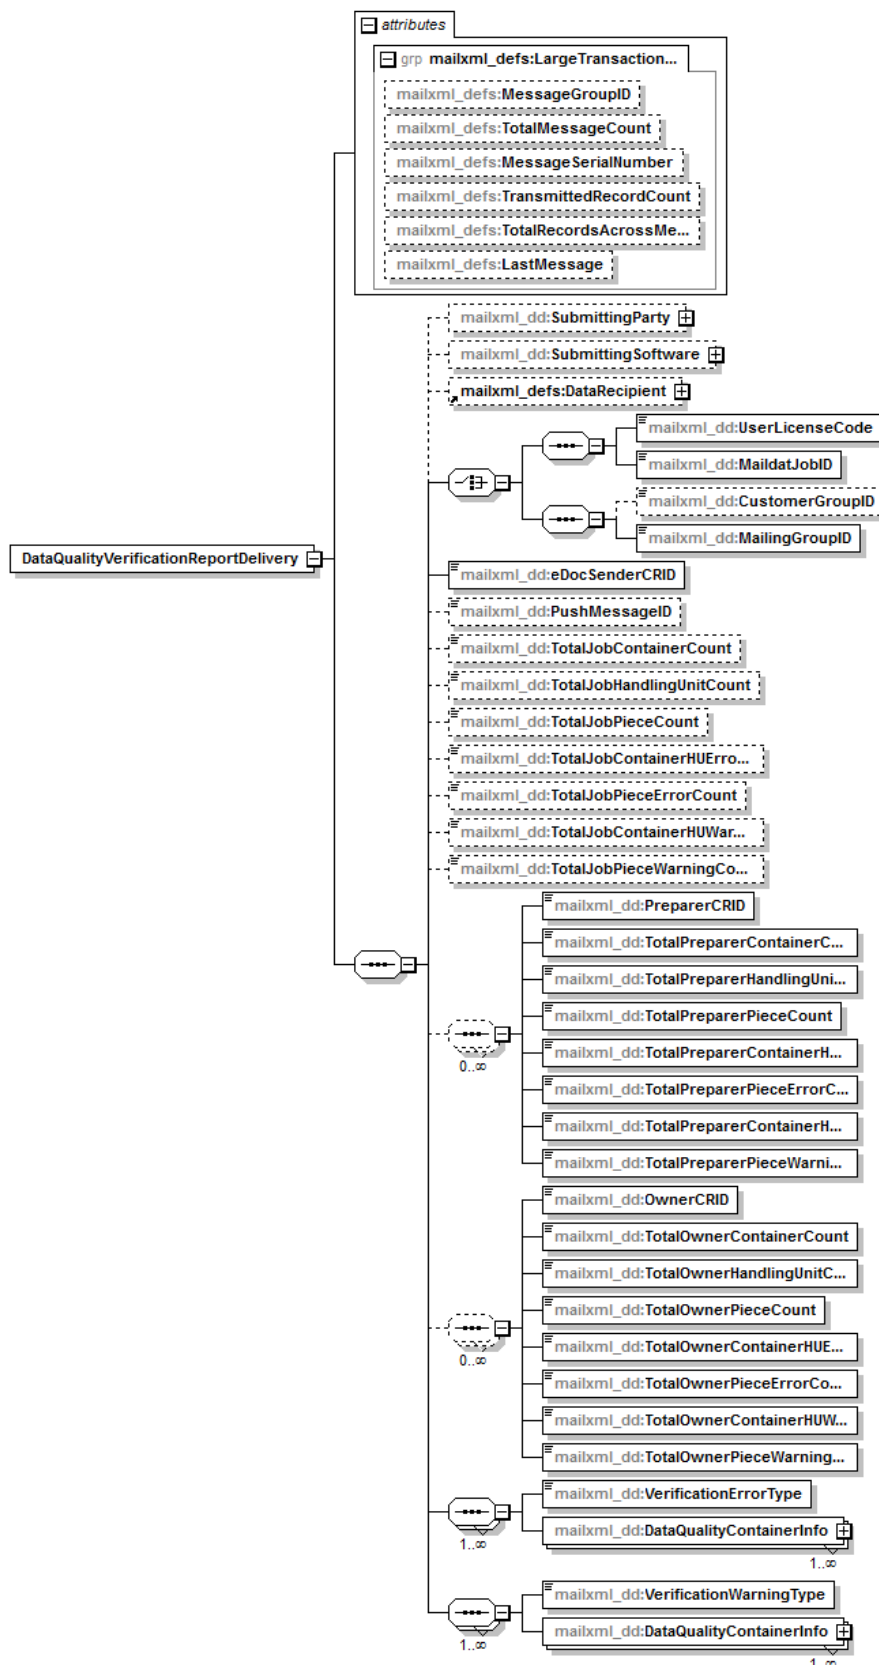 attributes
grp mailxml_defs:LargeTransaction...
mailxml_defs:MessageGroupID
mailxml_defs:TotalMessageCount
mailxml_defs:MessageSerialNumber
mailxml_defs:TransmittedRecordCount
mailxml_defs:TotalRecordsAcrossMe...
mailxml_defs:LastMessage
mailxml_dd:SubmittingParty
mailxml_dd:SubmittingSoftware
mailxml_defs:DataRecipient
mailxml_dd:UserLicenseCode
mailxml_dd:MaildatJobID
mailxml_dd:CustomerGroupID
mailxml_dd:MailingGroupID
DataQualityVerificationReportDelivery
mailxml_dd:eDocSenderCRID
mailxml_dd:PushMessageID
mailxml_dd:TotalJobContainerCount
mailxml_dd:TotalJobHandlingUnitCount
mailxml_dd:TotalJobPieceCount
mailxml_dd:TotalJobContainerHUErro...
mailxml_dd:TotalJobPieceErrorCount
mailxml_dd:TotalJobContainerHUWar...
mailxml_dd:TotalJobPieceWarningCo...
mailxml_dd:PreparerCRID
mailxml_dd:TotalPreparerContainerC...
mailxml_dd:TotalPreparerHandlingUni...
mailxml_dd:TotalPreparerPieceCount
mailxml_dd:TotalPreparerContainerH...
mailxml_dd:TotalPreparerPieceErrorC...
mailxml_dd:TotalPreparerContainerH...
mailxml_dd:TotalPreparerPieceWarni...
0..∞
mailxml_dd:OwnerCRID
mailxml_dd:TotalOwnerContainerCount
mailxml_dd:TotalOwnerHandlingUnitC...
mailxml_dd:TotalOwnerPieceCount
mailxml_dd:TotalOwnerContainerHUE...
mailxml_dd:TotalOwnerPieceErrorCo...
mailxml_dd:TotalOwnerContainerHUW...
mailxml_dd:TotalOwnerPieceWarning...
0..∞
mailxml_dd:VerificationErrorType
mailxml_dd:DataQualityContainerInfo
1..∞
1..∞
mailxml_dd:VerificationWarningType
mailxml_dd:DataQualityContainerInfo
1..∞
1..∞